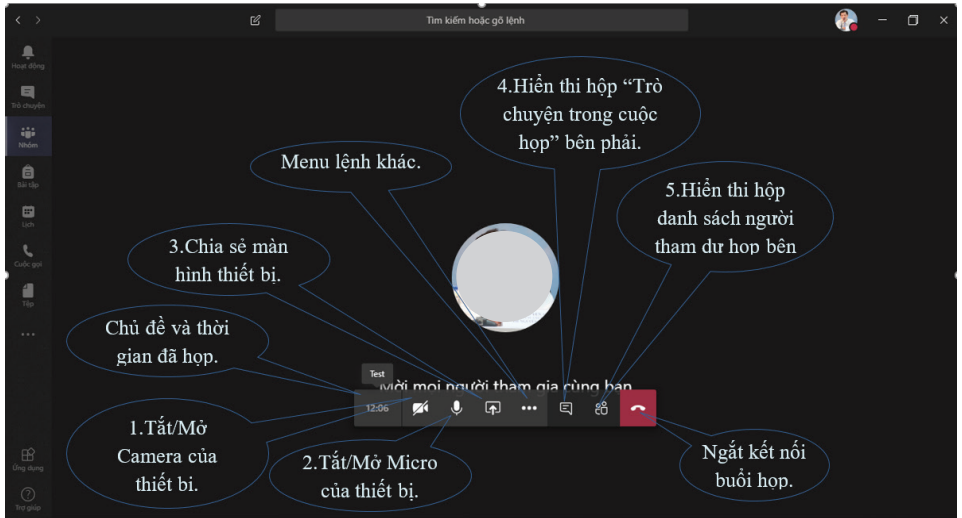 Tìm kiếm hoặc gõ lệnh
Hoạt động
Trò chuyện
Nhóm
Bài tập
Lịch
Cuộc gọi
Tệp
Ứng dụng
Trợ giúp
4.Hiển thi hộp “Trò
chuyện trong cuộc
họp” bên phải.
Menu lệnh khác.
5.Hiển thi hộp
danh sách người
tham dư họp bên
3.Chia sẻ màn
hình thiết bị.
Chủ đề và thời
gian đã họp.
Test
Mời mọi người tham gia cùng bạn
12:06
1.Tắt/Mở
Camera của
thiết bi.
2.Tắt/Mở Micro
của thiết bị.
Ngắt kết nối
buổi họp.